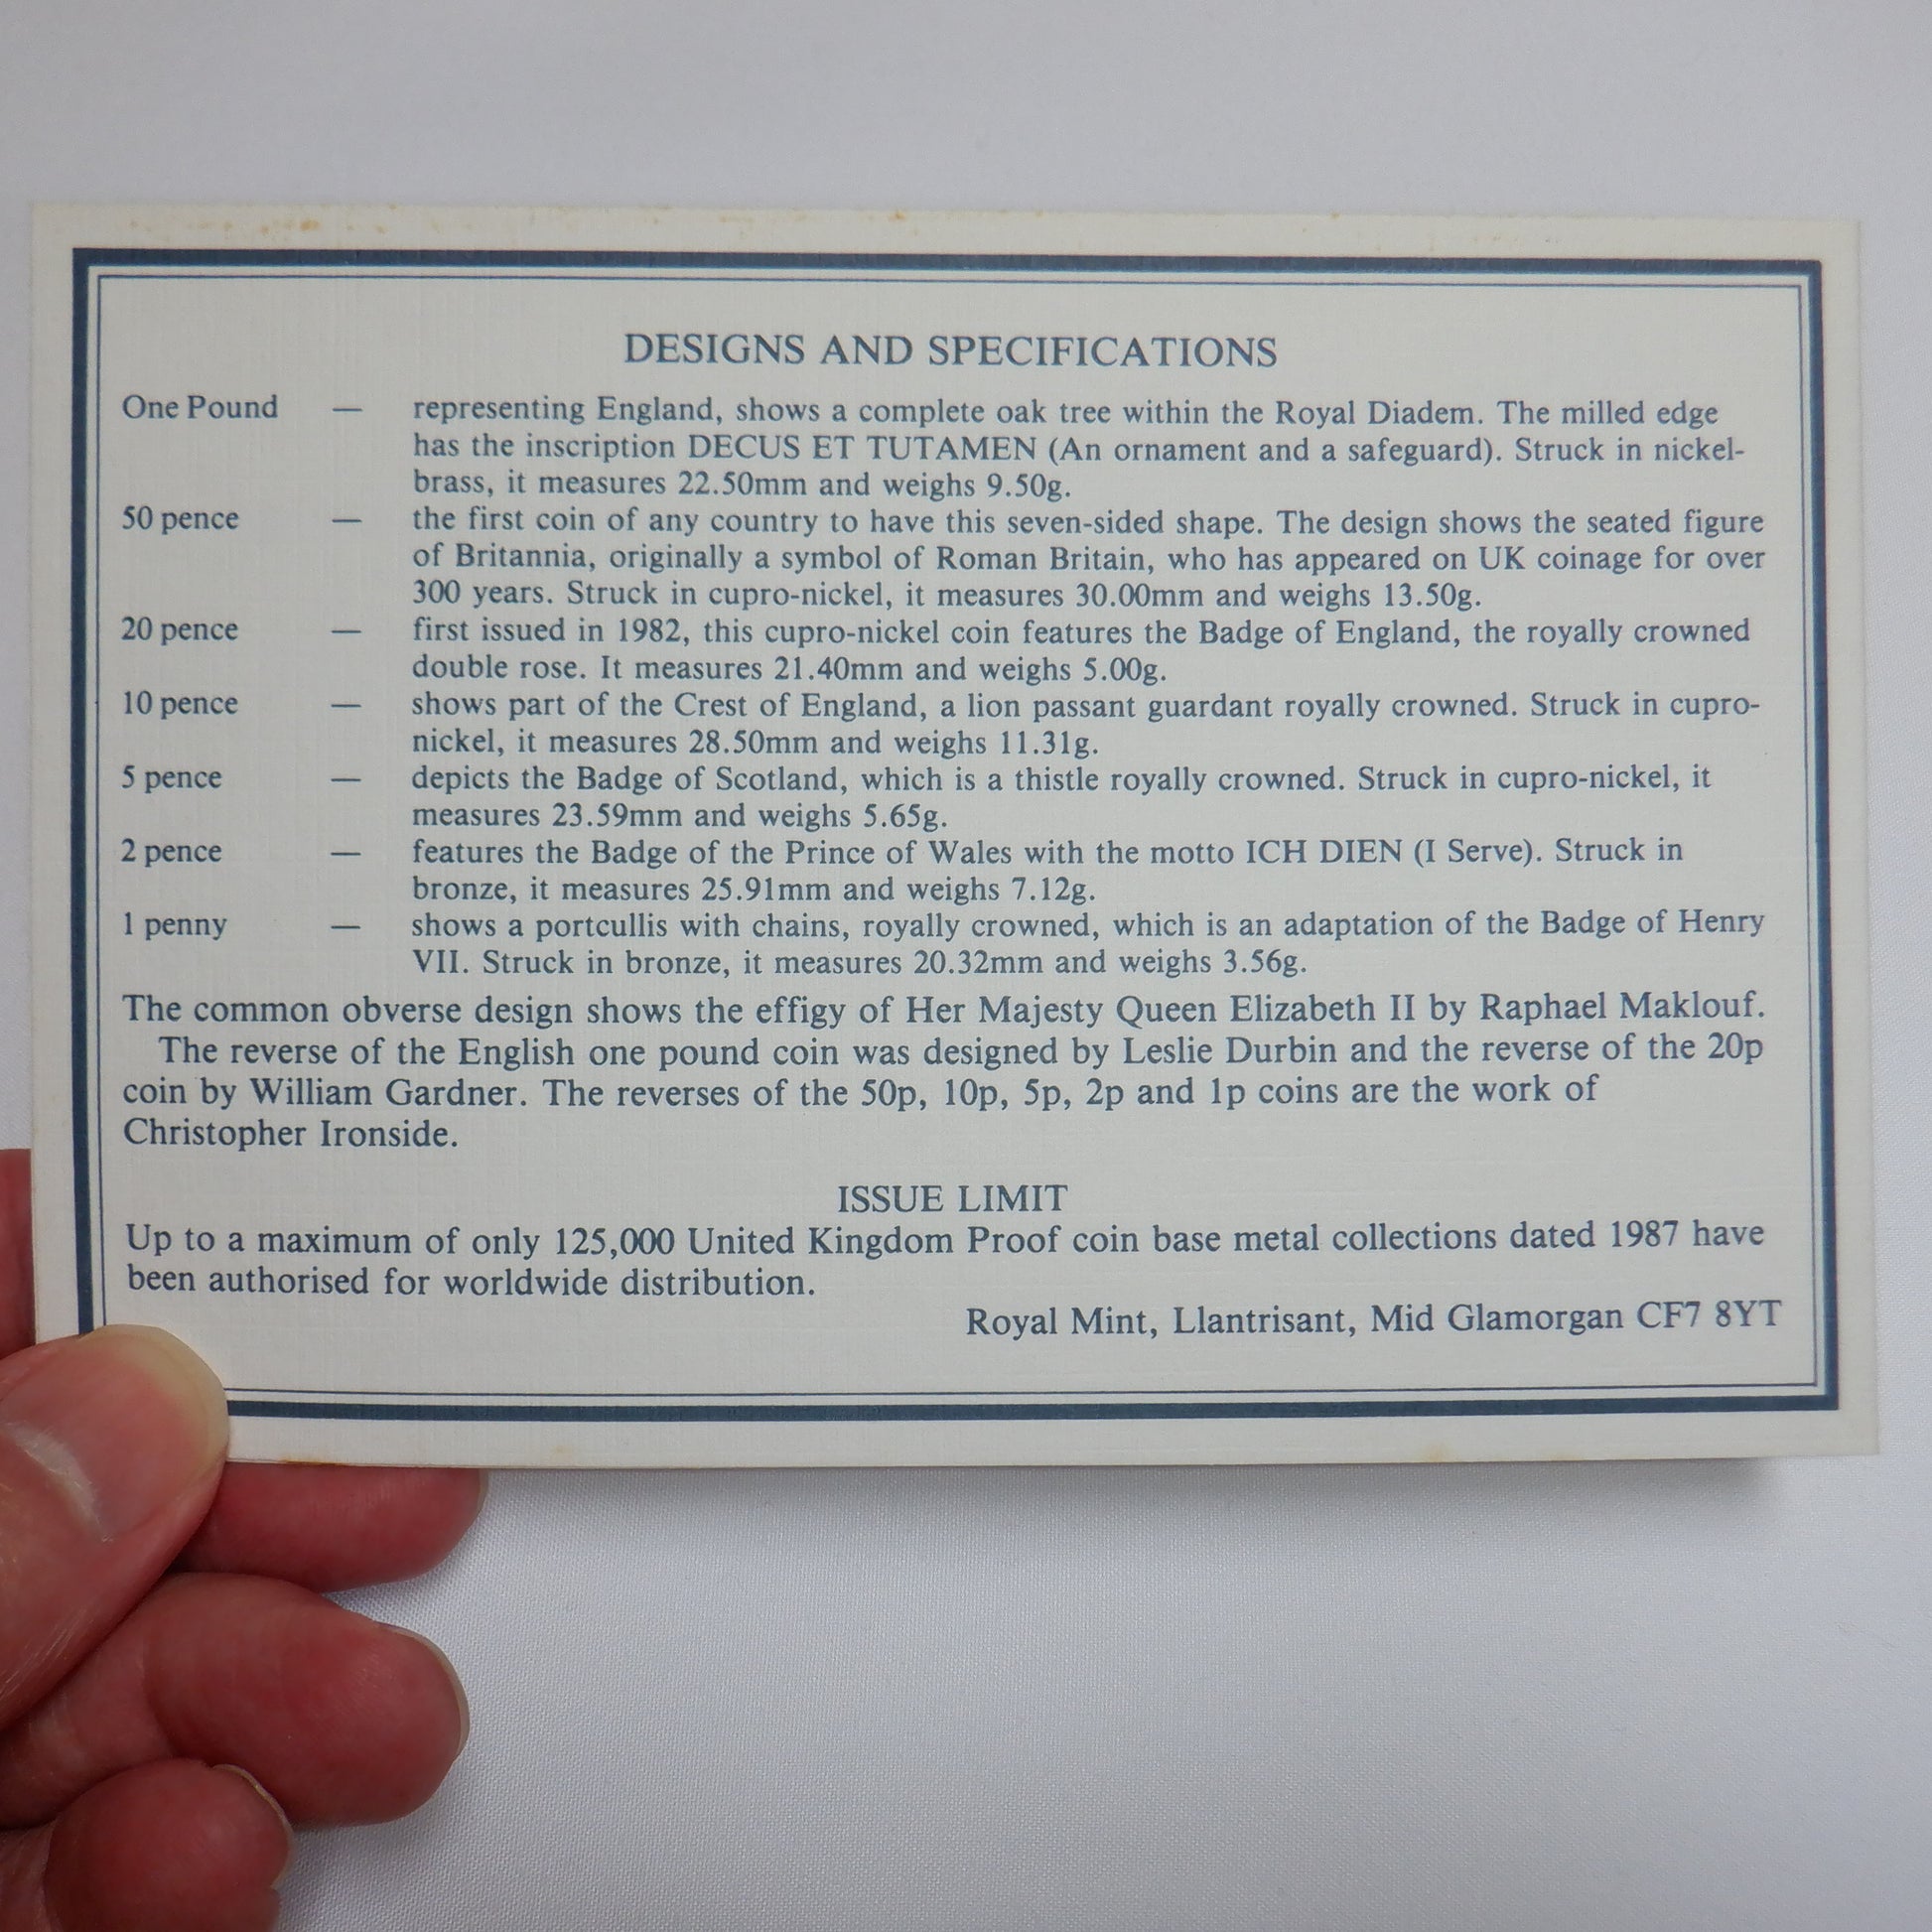 DESIGNS AND SPECIFICATIONS
One Pound — representing England, shows a complete oak tree within the Royal Diadem. The milled edge
has the inscription DECUS ET TUTAMEN (An ornament and a safeguard). Struck in nickel-
brass, it measures 22.50mm and weighs 9.50g.
50 pence — the first coin of any country to have this seven-sided shape. The design shows the seated figure
of Britannia, originally a symbol of Roman Britain, who has appeared on UK coinage for over
300 years. Struck in cupro-nickel, it measures 30.00mm and weighs 13.50g.
20 pence — first issued in 1982, this cupro-nickel coin features the Badge of England, the royally crowned
double rose. It measures 21.40mm and weighs 5.00g.
10 pence — shows part of the Crest of England, a lion passant guardant royally crowned. Struck in cupro-
nickel, it measures 28.50mm and weighs 11.31g.
5 pence — depicts the Badge of Scotland, which is a thistle royally crowned. Struck in cupro-nickel, it
measures 23.59mm and weighs 5.65g.
2 pence — features the Badge of the Prince of Wales with the motto ICH DIEN (I Serve). Struck in
bronze, it measures 25.91mm and weighs 7.12g.
1 penny — shows a portcullis with chains, royally crowned, which is an adaptation of the Badge of Henry
VII. Struck in bronze, it measures 20.32mm and weighs 3.56g.
The common obverse design shows the effigy of Her Majesty Queen Elizabeth II by Raphael Maklouf.
The reverse of the English one pound coin was designed by Leslie Durbin and the reverse of the 20p
coin by William Gardner. The reverses of the 50p, 10p, 5p, 2p and 1p coins are the work of
Christopher Ironside.
ISSUE LIMIT
Up to a maximum of only 125,000 United Kingdom Proof coin base metal collections dated 1987 have
been authorised for worldwide distribution.
Royal Mint, Llantrisant, Mid Glamorgan CF7 8YT